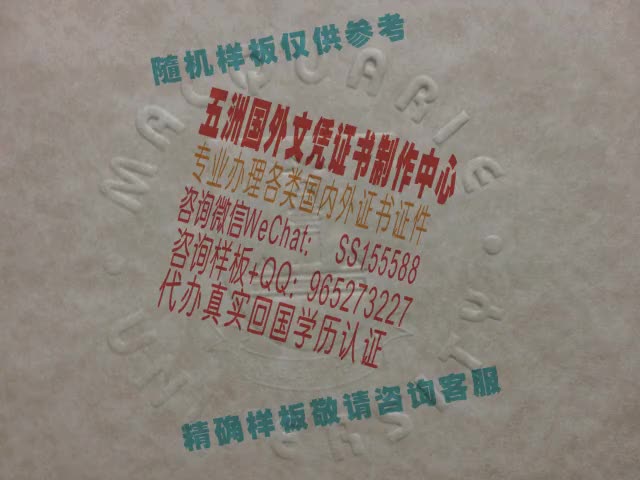 隨机样板仅供参考
MACQUARIE
五洲国外文凭证书制作中心
专业办理各类国内外证书证件
咨询微信WeChat: SS155588
咨询样板+QQ: 965273227
代办真实回国学历认证
精确样板敬请咨询客服